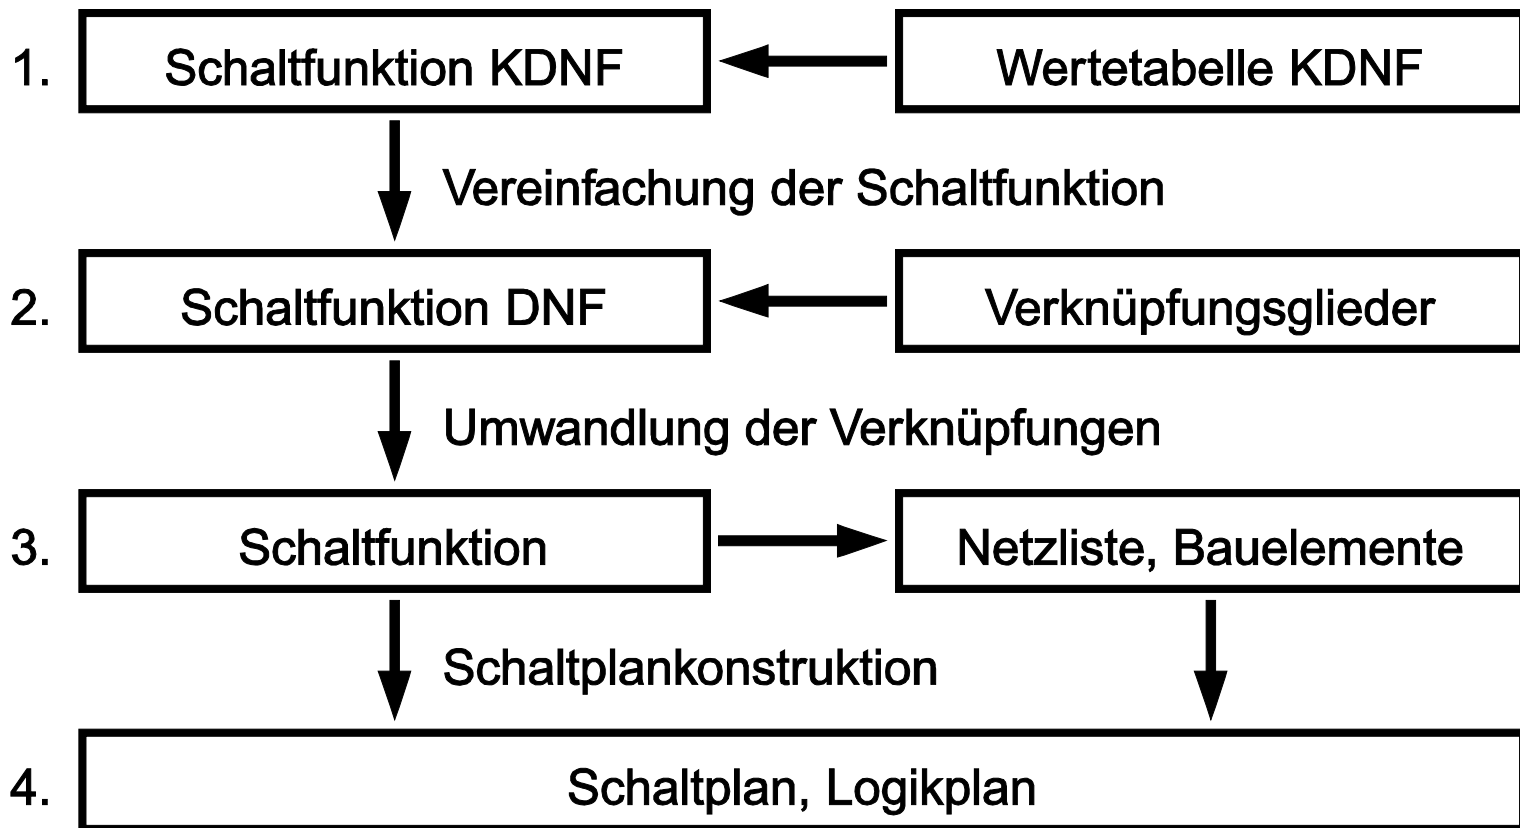 1. Schaltfunktion KDNF Wertetabelle KDNF
Vereinfachung der Schaltfunktion
2. Schaltfunktion DNF Verknüpfungsglieder
Umwandlung der Verknüpfungen
3. Schaltfunktion Netzliste, Bauelemente
Schaltplankonstruktion
4. Schaltplan, Logikplan